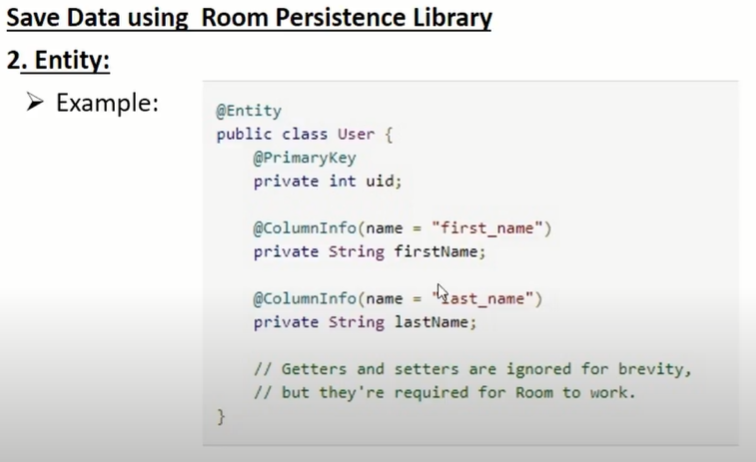 Save Data using Room Persistence Library
2. Entity:
➢ Example:
@Entity
public class User {
@PrimaryKey
private int uid;
@ColumnInfo(name = "first_name")
private String firstName;
@ColumnInfo(name = "last_name")
private String lastName;
// Getters and setters are ignored for brevity,
// but they're required for Room to work.
}